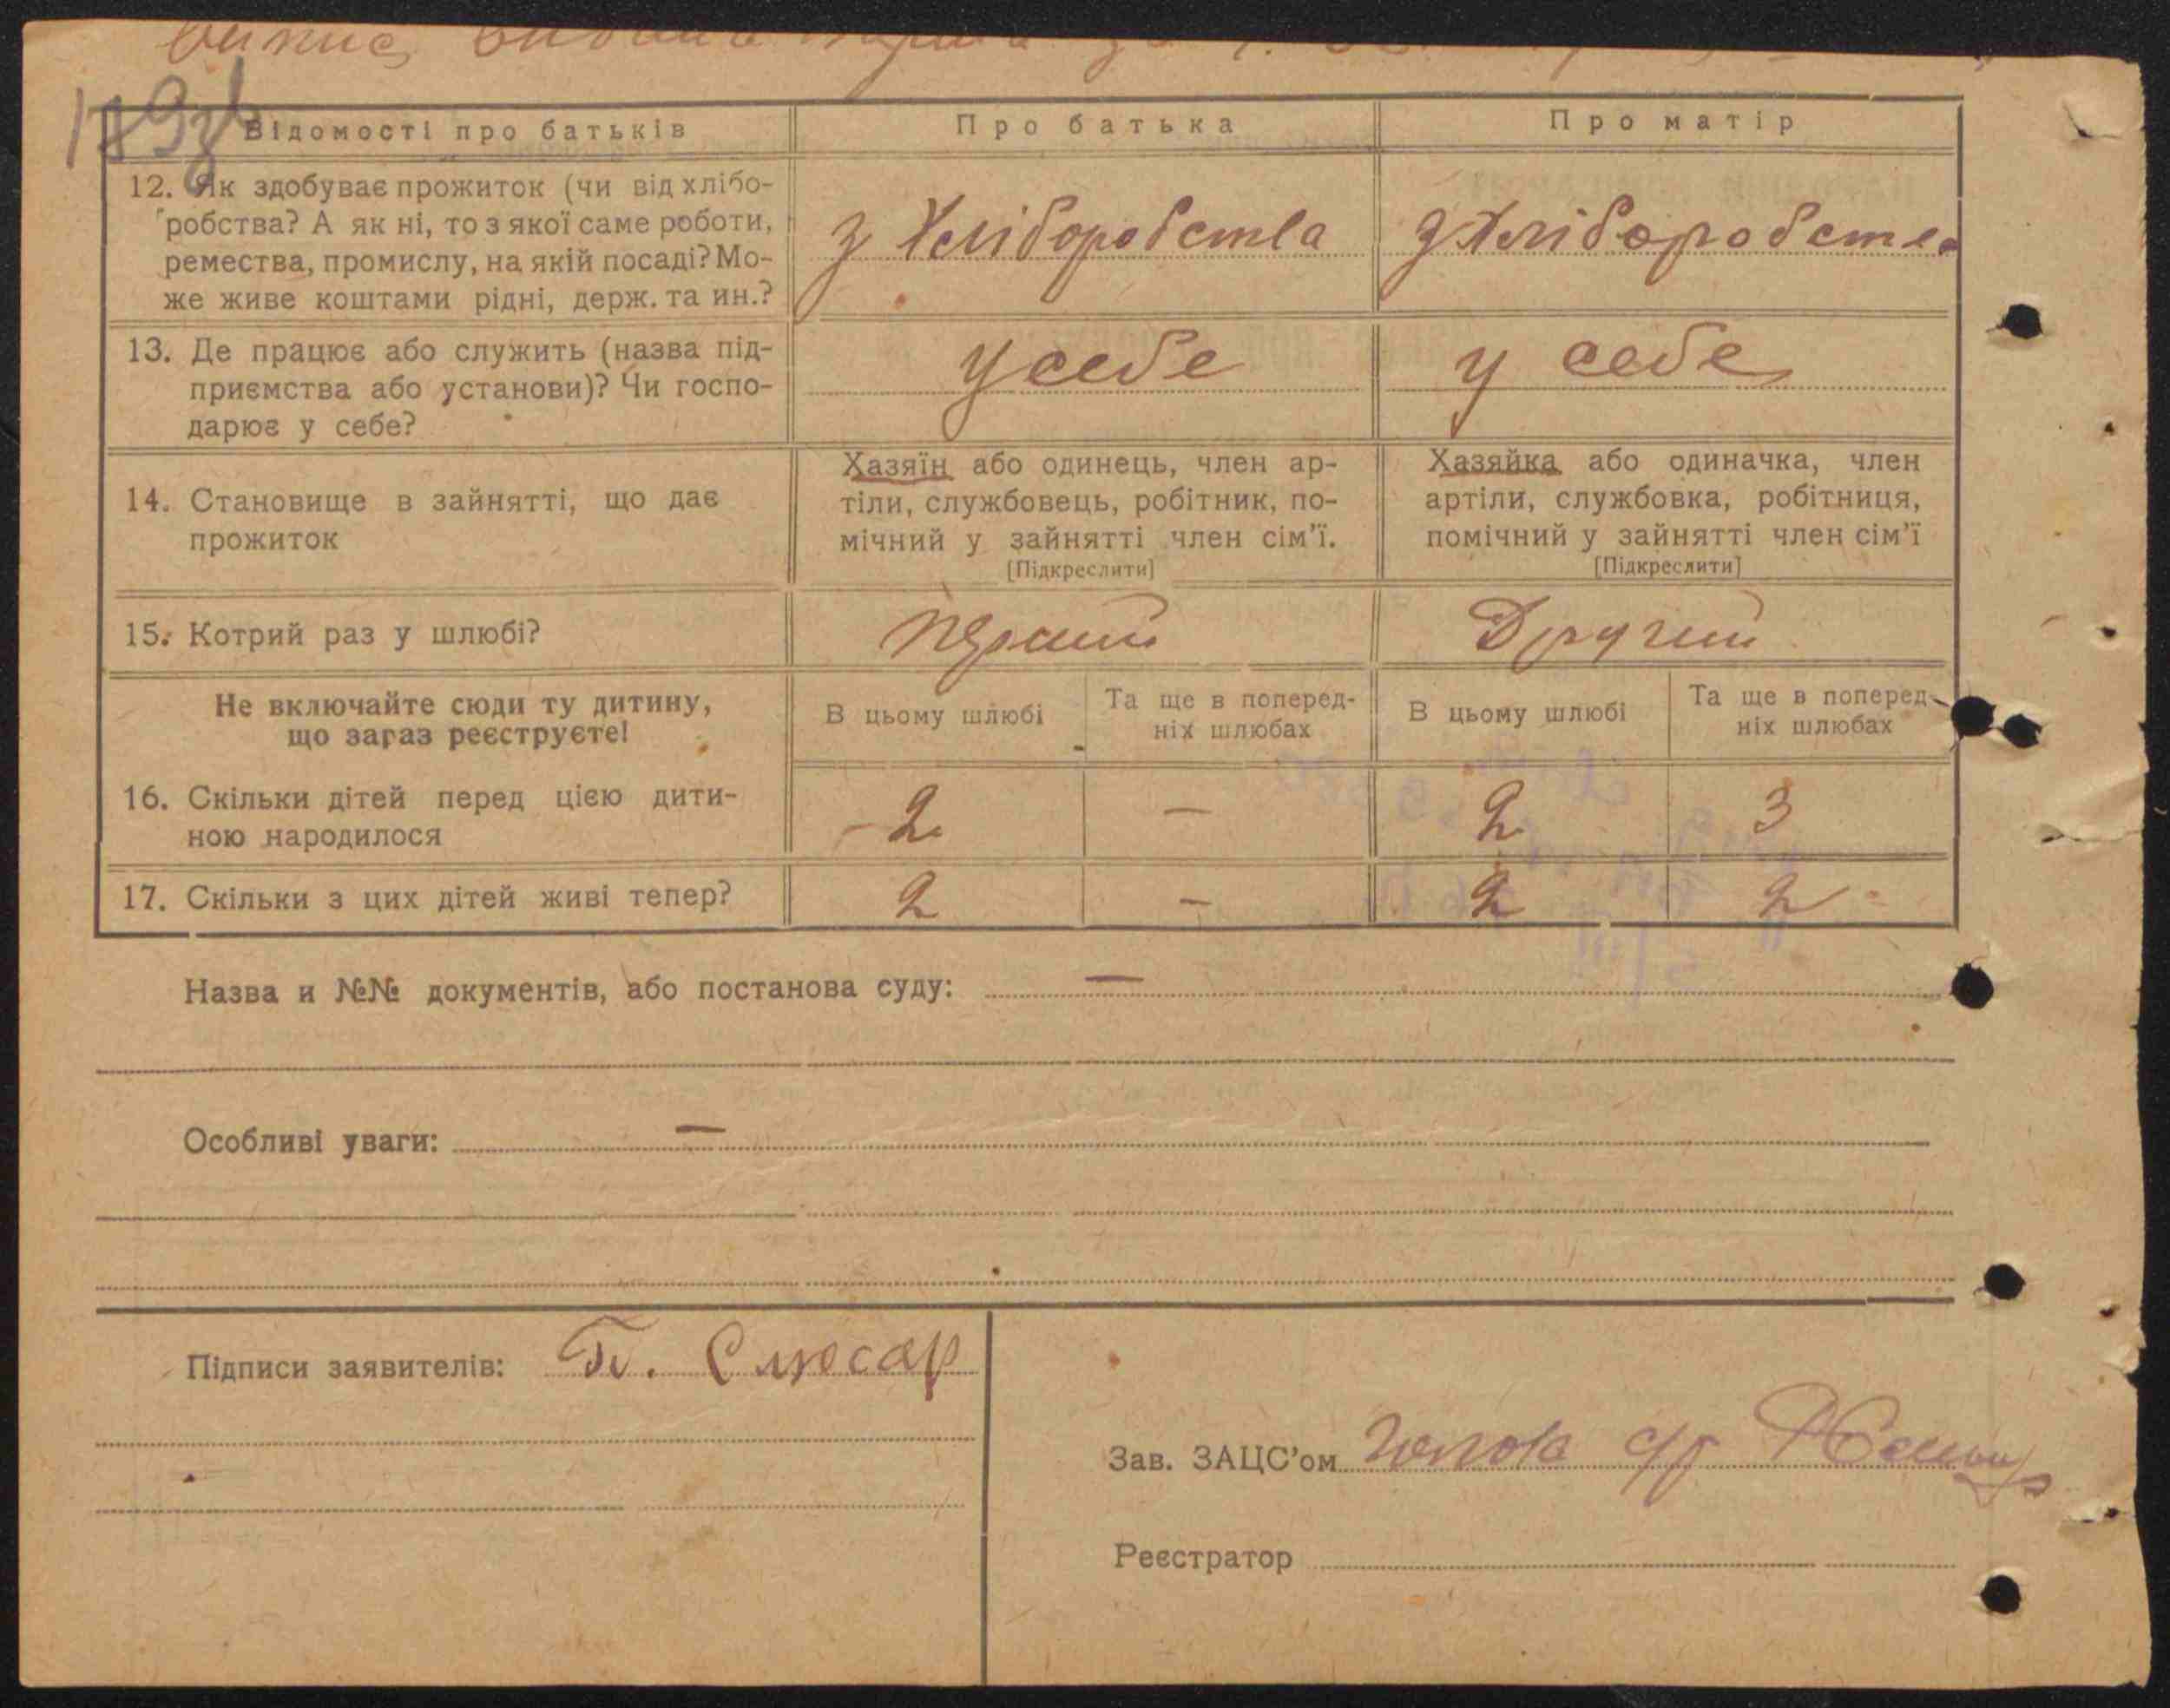 випис
179зв
Відомості про батьків
Про батька
Про матір
12. Як здобуває прожиток (чи від хлібо-
робства? А як ні, то з якої саме роботи,
ремества, промислу, на якій посаді? Мо-
же живе коштами рідні, держ. та ин.?
з Хліборобства
з Хліборобства
13. Де працює або служить (назва під-
приємства або установи)? Чи госпо-
дарює у себе?
у себе
у себе
14. Становище в зайнятті, що дає
прожиток
Хазяїн або одинець, член ар-
тіли, службовець, робітник, по-
мічний у зайнятті член сім'ї.
[Підкреслити]
Хазяйка або одиначка, член
артіли, службовка, робітниця,
помічний у зайнятті член сім'ї
[Підкреслити]
15. Котрий раз у шлюбі?
перший
Другий
Не включайте сюди ту дитину,
що зараз реєструєте!
В цьому шлюбі
Та ще в поперед-
ніх шлюбах
В цьому шлюбі
Та ще в поперед-
ніх шлюбах
16. Скільки дітей перед цією дити-
ною народилося
2
—
2
3
17. Скільки з цих дітей живі тепер?
2
—
2
2
Назва и №№ документів, або постанова суду: —
Особливі уваги: —
Підписи заявителів: П. Слюсар
Зав. ЗАЦС'ом Голова с/р
Реєстратор